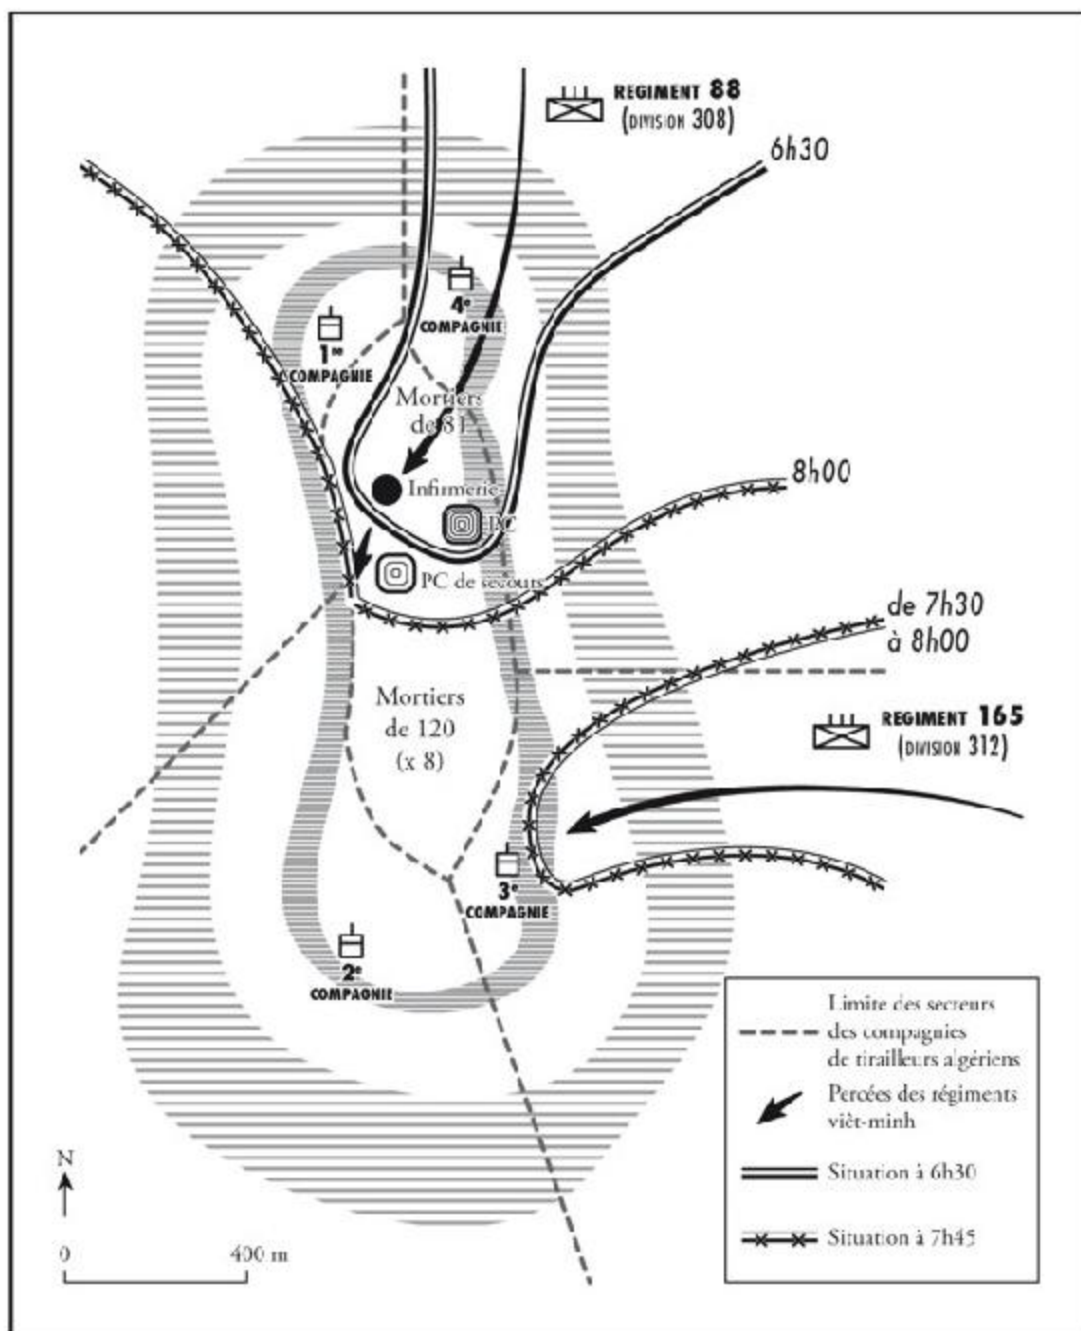 REGIMENT 88
(DIVISION 308)
6h30
4e
COMPAGNIE
1re
COMPAGNIE
Mortiers
de 81
Infirmerie
8h00
PC
PC de secours
de 7h30
à 8h00
Mortiers
de 120
(x 8)
REGIMENT 165
(DIVISION 312)
3e
COMPAGNIE
2e
COMPAGNIE
Limite des secreurs
des compagnies
de tirailleurs algériens
Percées des régiments
viêt-minh
Situation à 6h30
Situation à 7h45
N
0 400 m